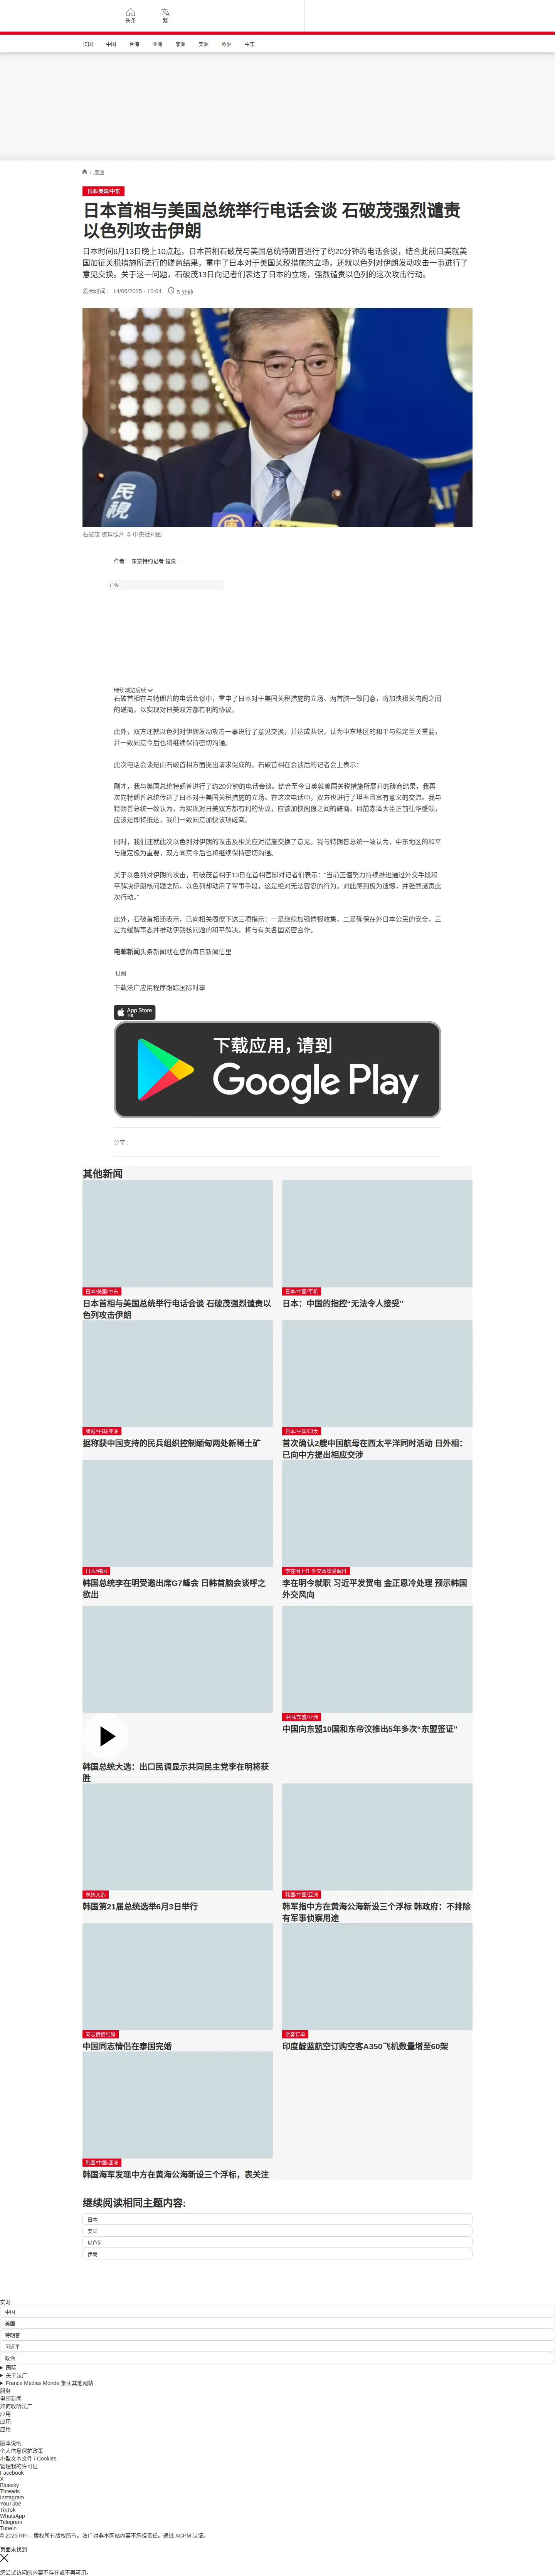 头条
繁
法国 中国 台海 亚洲 非洲 美洲 欧洲 中东
亚洲
日本/美国/中东
日本首相与美国总统举行电话会谈 石破茂强烈谴责
以色列攻击伊朗
日本时间6月13日晚上10点起，日本首相石破茂与美国总统特朗普进行了约20分钟的电话会谈，结合此前日美就美
国加征关税措施所进行的磋商结果，重申了日本对于美国关税措施的立场，还就以色列对伊朗发动攻击一事进行了
意见交换。关于这一问题，石破茂13日向记者们表达了日本的立场，强烈谴责以色列的这次攻击行动。
发表时间： 14/06/2025 - 10:04 5 分钟
民視
石破茂 资料照片 © 中央社刊图
作者： 东京特约记者 楚良一
广告
继续浏览后续
石破首相在与特朗普的电话会谈中，重申了日本对于美国关税措施的立场。两首脑一致同意，将加快相关内阁之间
的磋商，以实现对日美双方都有利的协议。
此外，双方还就以色列对伊朗发动攻击一事进行了意见交换，并达成共识，认为中东地区的和平与稳定至关重要，
并一致同意今后也将继续保持密切沟通。
此次电话会谈是由石破首相方面提出请求促成的。石破首相在会谈后的记者会上表示：
刚才，我与美国总统特朗普进行了约20分钟的电话会谈。结合至今日美就美国关税措施所展开的磋商结果，我再
次向特朗普总统传达了日本对于美国关税措施的立场。在这次电话中，双方也进行了坦率且富有意义的交流。我与
特朗普总统一致认为，为实现对日美双方都有利的协议，应该加快阁僚之间的磋商。目前赤泽大臣正前往华盛顿，
应该是即将抵达，我们一致同意加快该项磋商。
同时，我们还就此次以色列对伊朗的攻击及相关应对措施交换了意见。我与特朗普总统一致认为，中东地区的和平
与稳定极为重要，双方同意今后也将继续保持密切沟通。
关于以色列对伊朗的攻击，石破茂首相于13日在首相官邸对记者们表示：“当前正值努力持续推进通过外交手段和
平解决伊朗核问题之际，以色列却动用了军事手段，这是绝对无法容忍的行为。对此感到极为遗憾，并强烈谴责此
次行动。”
此外，石破首相还表示，已向相关阁僚下达三项指示：一是继续加强情报收集，二是确保在外日本公民的安全，三
是为缓解事态并推动伊朗核问题的和平解决，将与有关各国紧密合作。
电邮新闻头条新闻就在您的每日新闻信里
订阅
下载法广应用程序跟踪国际时事
App Store
下载
下载应用，请到
Google Play
分享 :
其他新闻
日本/美国/中东
日本首相与美国总统举行电话会谈 石破茂强烈谴责以
色列攻击伊朗
日本/中国/军机
日本：中国的指控“无法令人接受”
缅甸/中国/亚洲
据称获中国支持的民兵组织控制缅甸两处新稀土矿
日本/中国/印太
首次确认2艘中国航母在西太平洋同时活动 日外相：
已向中方提出相应交涉
日本/韩国
韩国总统李在明受邀出席G7峰会 日韩首脑会谈呼之
欲出
李在明上任 外交政策受瞩目
李在明今就职 习近平发贺电 金正恩冷处理 预示韩国
外交风向
韩国总统大选：出口民调显示共同民主党李在明将获
胜
中国/东盟/亚洲
中国向东盟10国和东帝汶推出5年多次“东盟签证”
总统大选
韩国第21届总统选举6月3日举行
韩国/中国/亚洲
韩军指中方在黄海公海新设三个浮标 韩政府：不排除
有军事侦察用途
同志情侣结婚
中国同志情侣在泰国完婚
空客订单
印度靛蓝航空订购空客A350飞机数量增至60架
韩国/中国/亚洲
韩国海军发现中方在黄海公海新设三个浮标，表关注
继续阅读相同主题内容:
日本
美国
以色列
伊朗
实时
中国
美国
特朗普
习近平
政治
国际
关于法广
France Médias Monde 集团其他网站
服务
电邮新闻
如何收听法广
应用
应用
应用
版本说明
个人信息保护政策
小型文本文件 / Cookies
管理我的许可证
Facebook
X
Bluesky
Threads
Instagram
YouTube
TikTok
WhatsApp
Telegram
TuneIn
© 2025 RFI – 版权所有版权所有。法广对非本网站内容不承担责任。通过 ACPM 认证。
页面未找到
您尝试访问的内容不存在或不再可用。